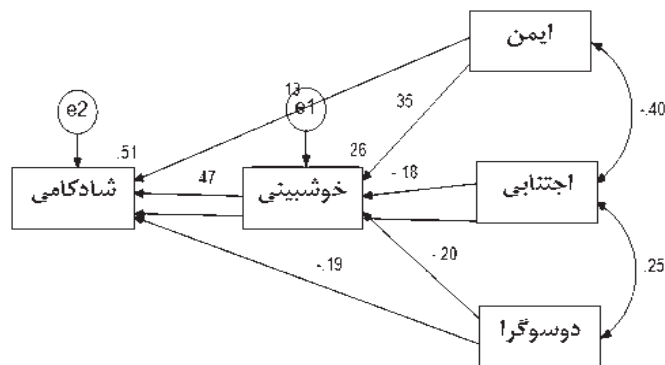 ایمن
13
e2
e1
35
-.40
.51
26
شادکامی
47
خوشبینی
-.18
اجتنابی
-.19
-.20
.25
دوسوگرا